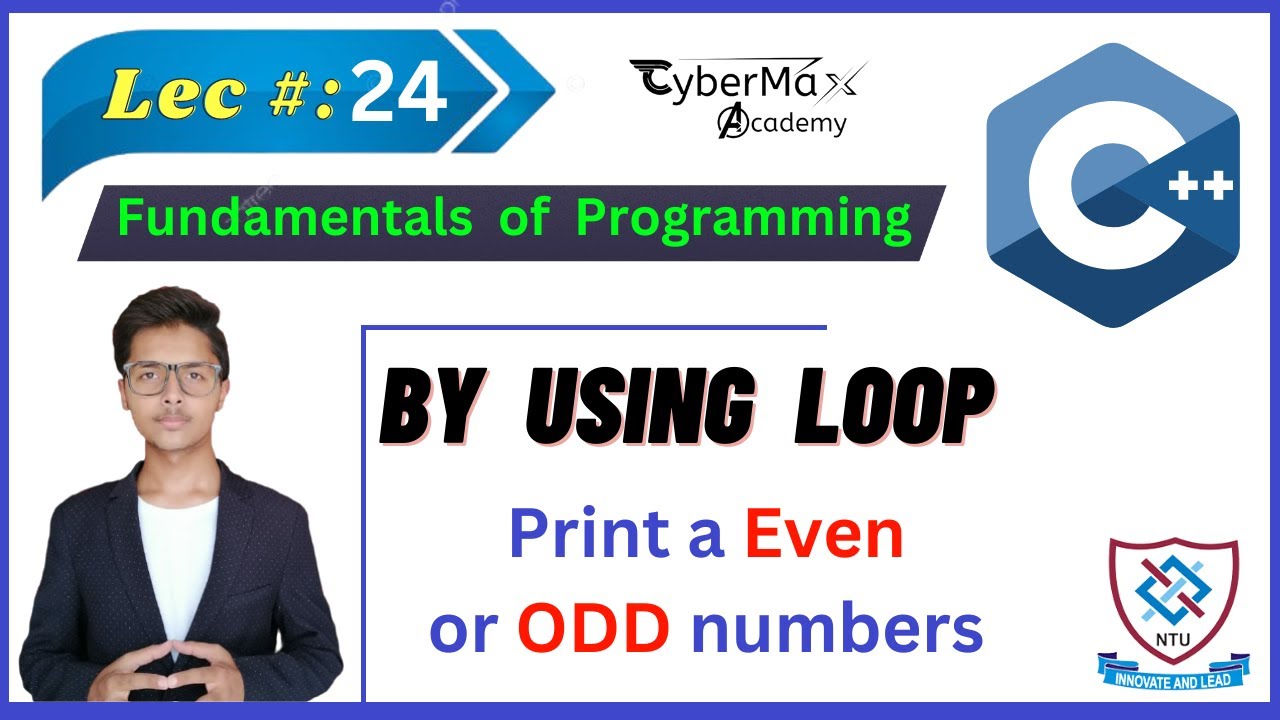 Lec #: 24
CyberMax
Academy
C++
Fundamentals of Programming
BY USING LOOP
Print a Even
or ODD numbers
NTU
INNOVATE AND LEAD